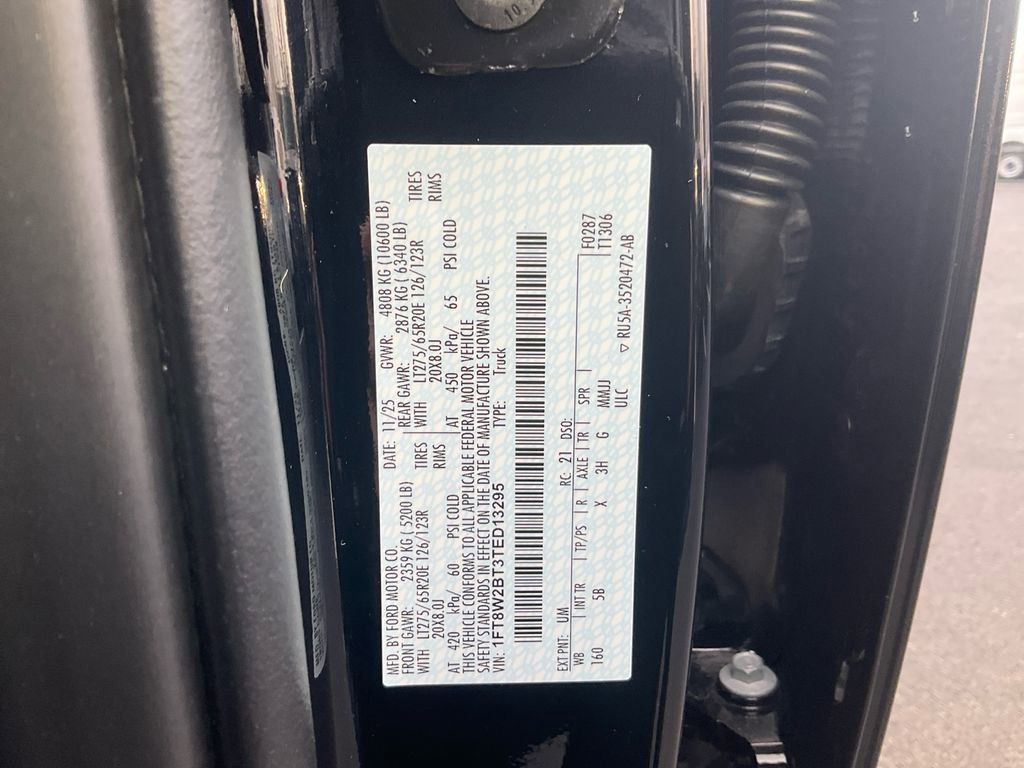 MFD. BY FORD MOTOR CO. DATE: 11/25 GVWR: 4808 KG (10600 LB)
FRONT GAWR: 2359 KG ( 5200 LB) REAR GAWR: 2876 KG ( 6340 LB)
WITH LT275/65R20E 126/123R TIRES WITH LT275/65R20E 126/123R TIRES
20X8.0J RIMS 20X8.0J RIMS
AT 420 kPa/ 60 PSI COLD AT 450 kPa/ 65 PSI COLD
THIS VEHICLE CONFORMS TO ALL APPLICABLE FEDERAL MOTOR VEHICLE
SAFETY STANDARDS IN EFFECT ON THE DATE OF MANUFACTURE SHOWN ABOVE.
VIN: 1FT8W2BT3TED13295 TYPE: Truck
EXT PNT: UM RC: 21 DSO: F0287
WB INT TR TP/PS R AXLE TR SPR T1306
160 5B X 3H G MMJJ
ULC ▽ RU5A-3520472-AB